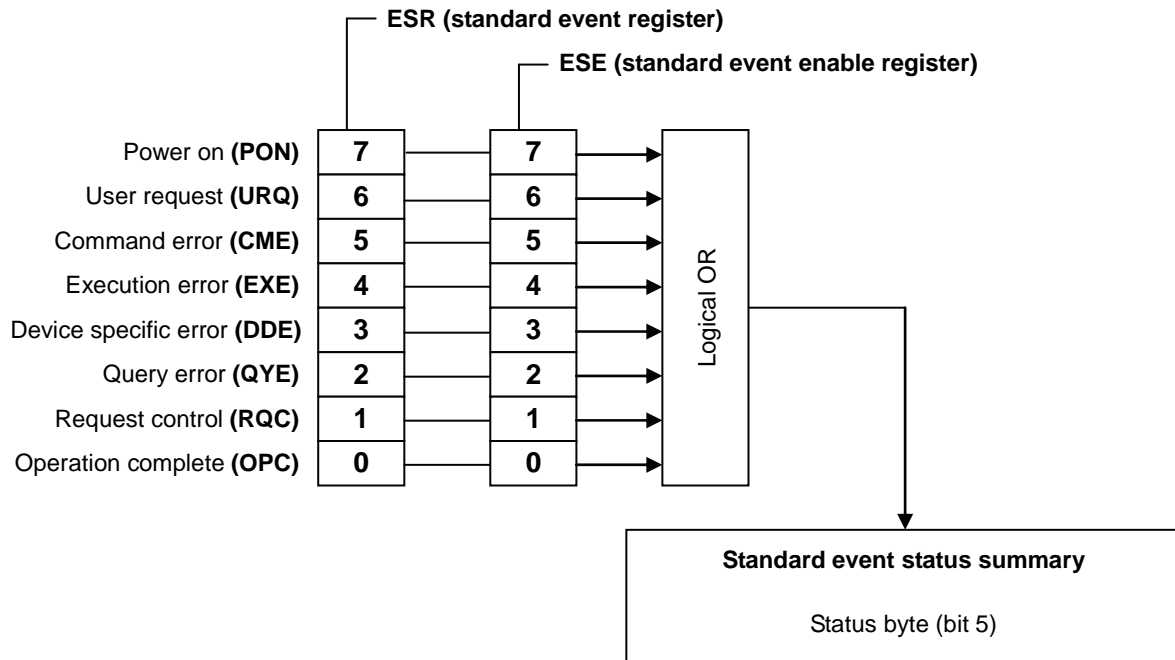 ESR (standard event register)
ESE (standard event enable register)
Power on (PON) 7 7
User request (URQ) 6 6
Command error (CME) 5 5
Execution error (EXE) 4 4
Device specific error (DDE) 3 3
Query error (QYE) 2 2
Request control (RQC) 1 1
Operation complete (OPC) 0 0
Logical OR
Standard event status summary
Status byte (bit 5)